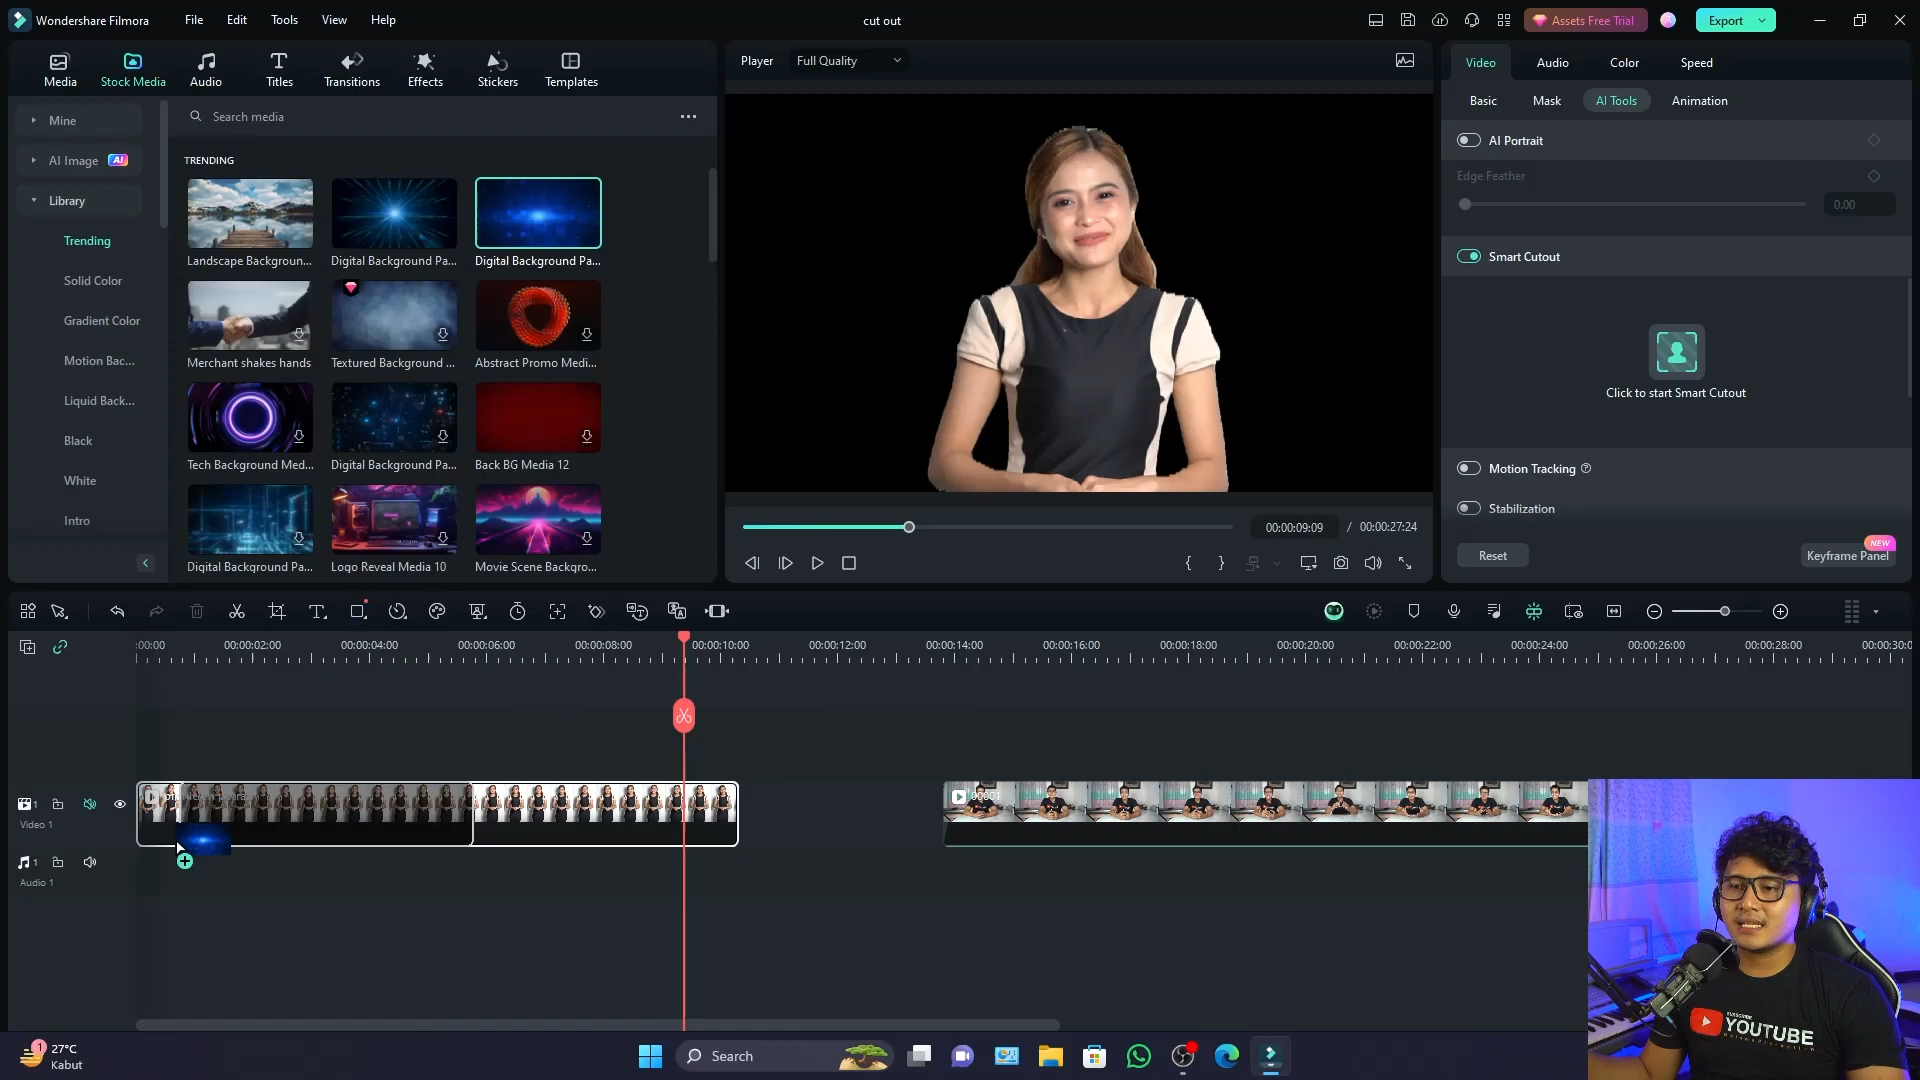 Wondershare Filmora
File
Edit
Tools
View
Help
cut out
Assets Free Trial
Export
Media
Stock Media
Audio
Titles
Transitions
Effects
Stickers
Templates
Player
Full Quality
Video
Audio
Color
Speed
Basic
Mask
AI Tools
Animation
Mine
AI Image AI
Library
Trending
Solid Color
Gradient Color
Motion Bac...
Liquid Back...
Black
White
Intro
Search media
TRENDING
Landscape Backgroun...
Digital Background Pa...
Digital Background Pa...
Merchant shakes hands
Textured Background ...
Abstract Promo Medi...
Tech Background Med...
Digital Background Pa...
Back BG Media 12
Digital Background Pa...
Logo Reveal Media 10
Movie Scene Backgro...
00:00:09:09 / 00:00:27:24
AI Portrait
Edge Feather
0.00
Smart Cutout
Click to start Smart Cutout
Motion Tracking
Stabilization
Reset
NEW
Keyframe Panel
:00:00
00:00:02:00
00:00:04:00
00:00:06:00
00:00:08:00
00:00:10:00
00:00:12:00
00:00:14:00
00:00:16:00
00:00:18:00
00:00:20:00
00:00:22:00
00:00:24:00
00:00:26:00
00:00:28:00
00:00:30:0
1
Video 1
00001
1
Audio 1
SUBSCRIBE
YOUTUBE
1
27°C
Kabut
Search